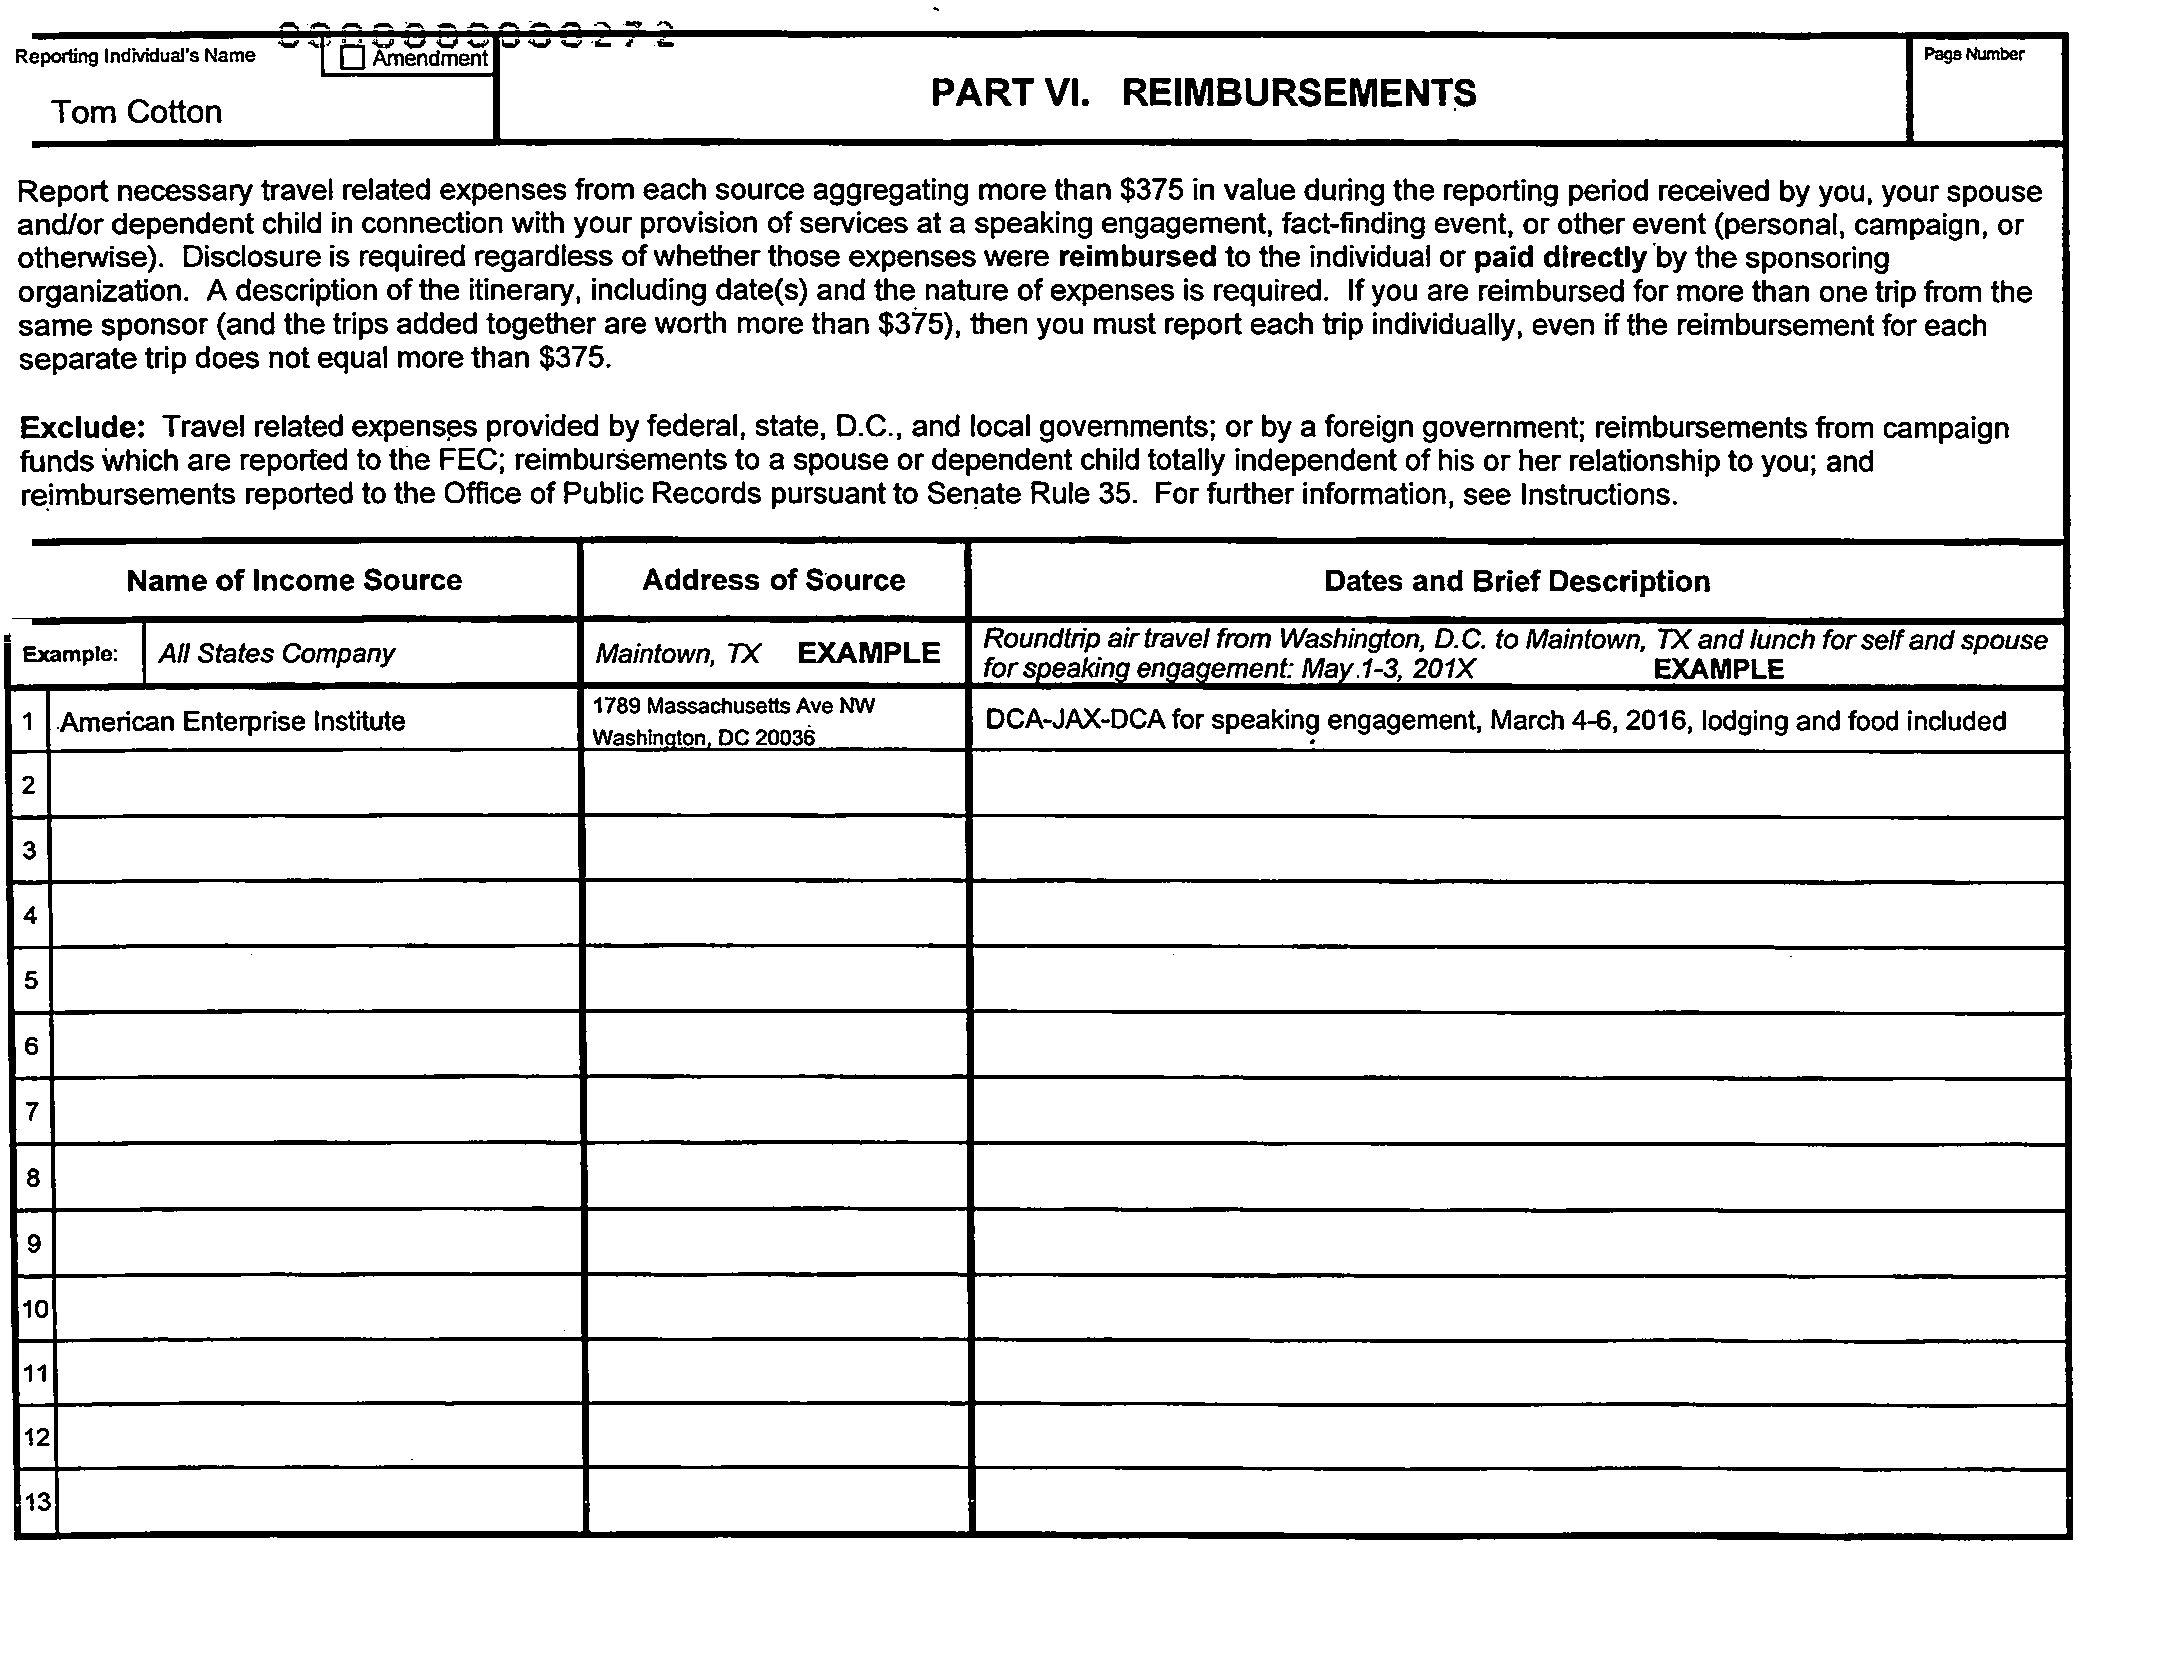 000000000272
Reporting Individual's Name
Amendment
Tom Cotton
PART VI. REIMBURSEMENTS
Page Number
Report necessary travel related expenses from each source aggregating more than $375 in value during the reporting period received by you, your spouse
and/or dependent child in connection with your provision of services at a speaking engagement, fact-finding event, or other event (personal, campaign, or
otherwise). Disclosure is required regardless of whether those expenses were reimbursed to the individual or paid directly by the sponsoring
organization. A description of the itinerary, including date(s) and the nature of expenses is required. If you are reimbursed for more than one trip from the
same sponsor (and the trips added together are worth more than $375), then you must report each trip individually, even if the reimbursement for each
separate trip does not equal more than $375.
Exclude: Travel related expenses provided by federal, state, D.C., and local governments; or by a foreign government; reimbursements from campaign
funds which are reported to the FEC; reimbursements to a spouse or dependent child totally independent of his or her relationship to you; and
reimbursements reported to the Office of Public Records pursuant to Senate Rule 35. For further information, see Instructions.
Name of Income Source
Address of Source
Dates and Brief Description
Example:
All States Company
Maintown, TX EXAMPLE
Roundtrip air travel from Washington, D.C. to Maintown, TX and lunch for self and spouse
for speaking engagement: May 1-3, 201X EXAMPLE
1
American Enterprise Institute
1789 Massachusetts Ave NW
Washington, DC 20036
DCA-JAX-DCA for speaking engagement, March 4-6, 2016, lodging and food included
2
3
4
5
6
7
8
9
10
11
12
13